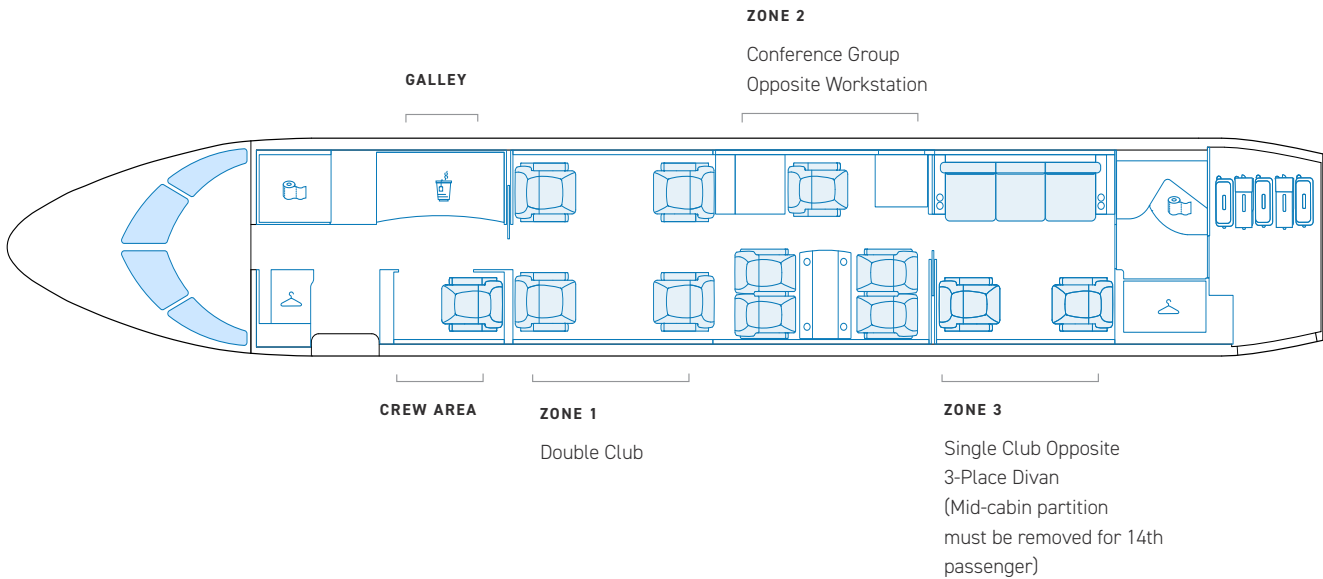 ZONE 2
Conference Group
Opposite Workstation
GALLEY
CREW AREA
ZONE 1
Double Club
ZONE 3
Single Club Opposite
3-Place Divan
(Mid-cabin partition
must be removed for 14th
passenger)